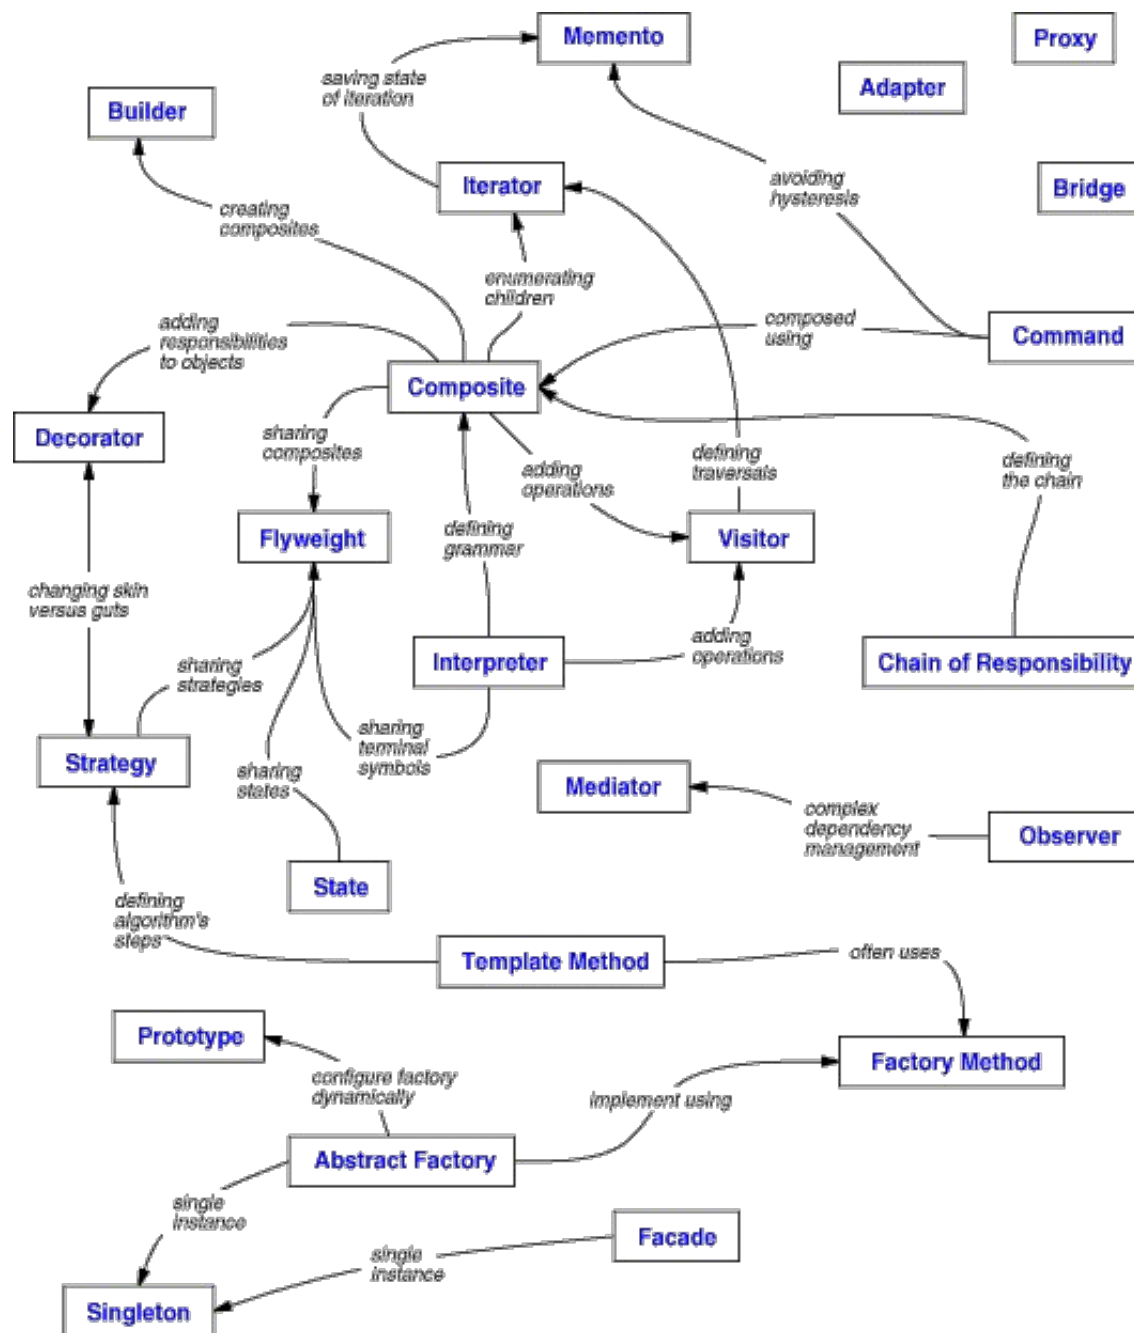 Memento
Proxy
saving state
of iteration
Adapter
Builder
Iterator
avoiding
hysteresis
Bridge
creating
composites
enumerating
children
adding
responsibilities
to objects
composed
using
Command
Composite
Decorator
sharing
composites
adding
operations
defining
traversals
defining
the chain
defining
grammar
Flyweight
Visitor
changing skin
versus guts
Interpreter
adding
operations
Chain of Responsibility
sharing
strategies
sharing
terminal
symbols
Strategy
sharing
states
Mediator
complex
dependency
management
Observer
State
defining
algorithm's
steps
Template Method
often uses
Prototype
Factory Method
configure factory
dynamically
implement using
Abstract Factory
single
instance
Facade
single
instance
Singleton